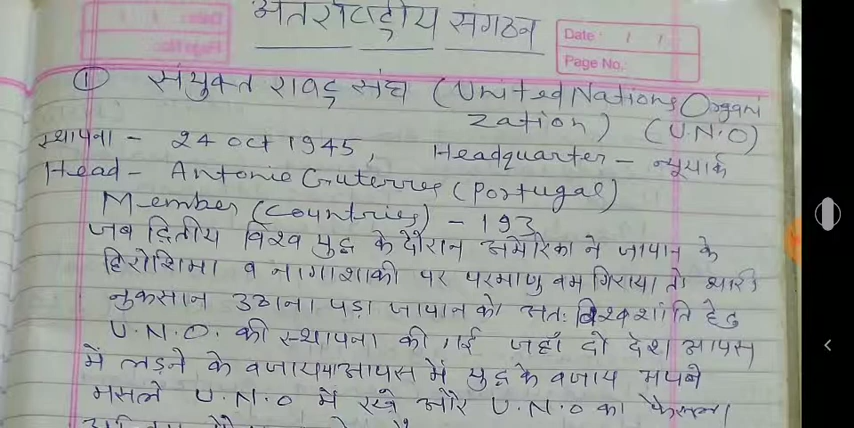 अंतर्राष्ट्रीय संगठन
Date: / /
Page No.
① संयुक्त राष्ट्र संघ (United Nations Organi
zation) (U.N.O)
स्थापना - 24 oct 1945, Headquarter - न्यूयार्क
Head - Antonio Guterres (Portugal)
Member (Countries) - 193
जब द्वितीय विश्व युद्ध के दौरान अमेरिका ने जापान के
हिरोशिमा व नागाशाकी पर परमाणु बम गिराया तो भारी
नुकसान उठाना पड़ा जापान को अतः विश्वशांति हेतु
U.N.O. की स्थापना की गई जहाँ दो देश आपस
में लड़ने के बजाय आपस में युद्ध के बजाय अपने
मसले U.N.O में रखे और U.N.O का फैसला